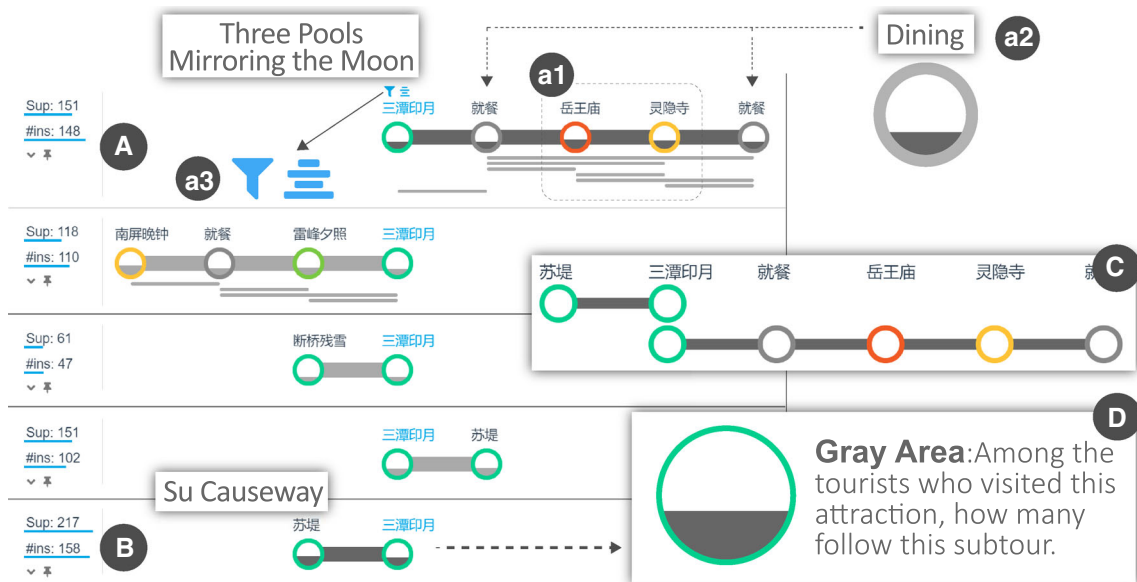 Three Pools
Mirroring the Moon
Dining
a2
a1
Sup: 151
#ins: 148
A
三潭印月
就餐
岳王庙
灵隐寺
就餐
a3
Sup: 118
#ins: 110
南屏晚钟
就餐
雷峰夕照
三潭印月
C
苏堤
三潭印月
就餐
岳王庙
灵隐寺
Sup: 61
#ins: 47
断桥残雪
三潭印月
D
Gray Area:Among the
tourists who visited this
attraction, how many
follow this subtour.
Sup: 151
#ins: 102
三潭印月
苏堤
Su Causeway
Sup: 217
#ins: 158
B
苏堤
三潭印月